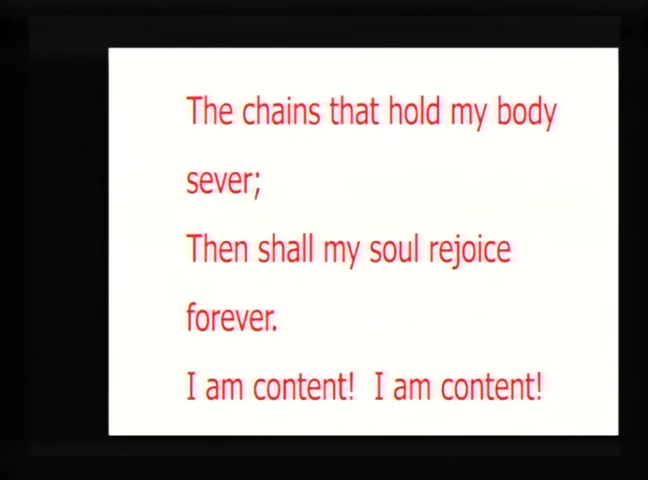 The chains that hold my body
sever;
Then shall my soul rejoice
forever.
I am content!  I am content!